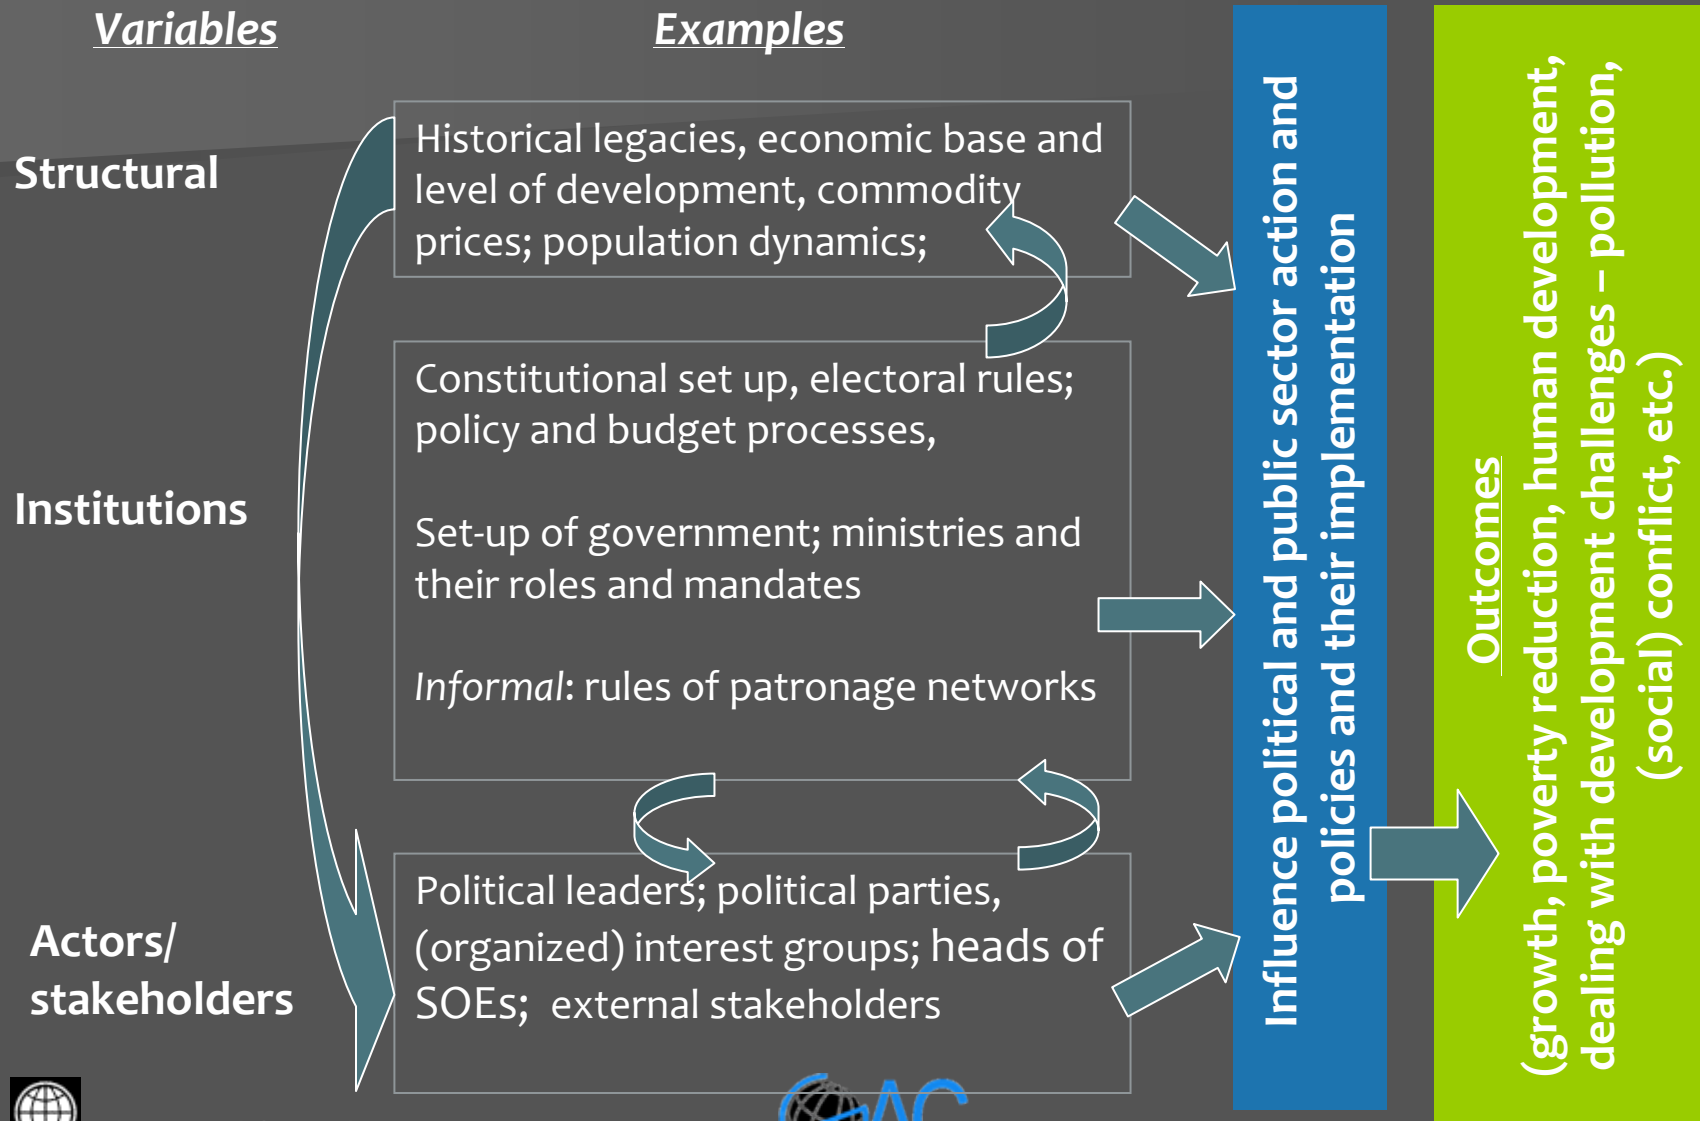 Variables
Examples
Structural
Historical legacies, economic base and
level of development, commodity
prices; population dynamics;
Institutions
Constitutional set up, electoral rules;
policy and budget processes,
Set-up of government; ministries and
their roles and mandates
Informal: rules of patronage networks
Actors/
stakeholders
Political leaders; political parties,
(organized) interest groups; heads of
SOEs; external stakeholders
Influence political and public sector action and
policies and their implementation
Outcomes
(growth, poverty reduction, human development,
dealing with development challenges – pollution,
(social) conflict, etc.)
GAC